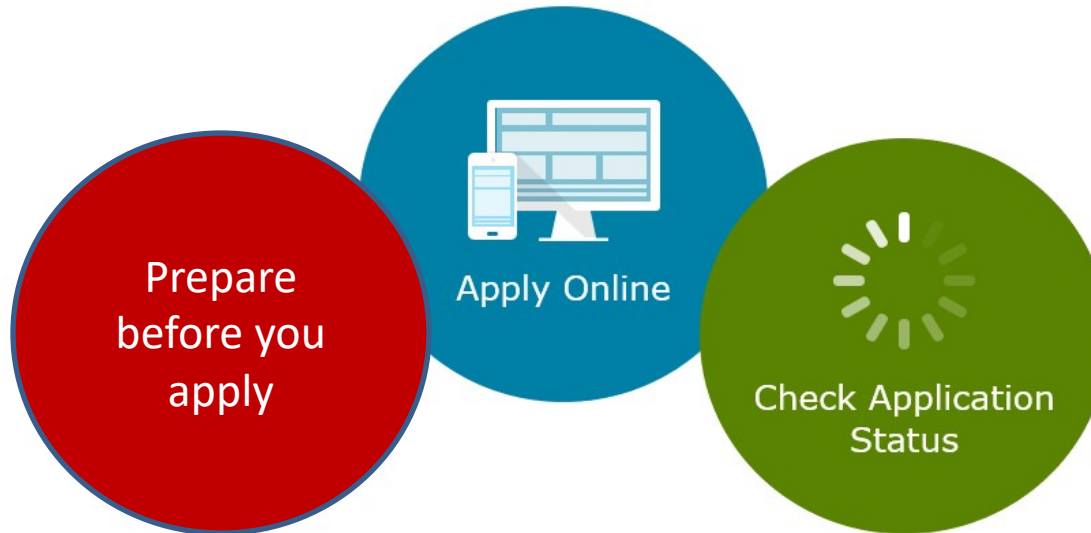 Prepare
before you
apply
Apply Online
Check Application
Status